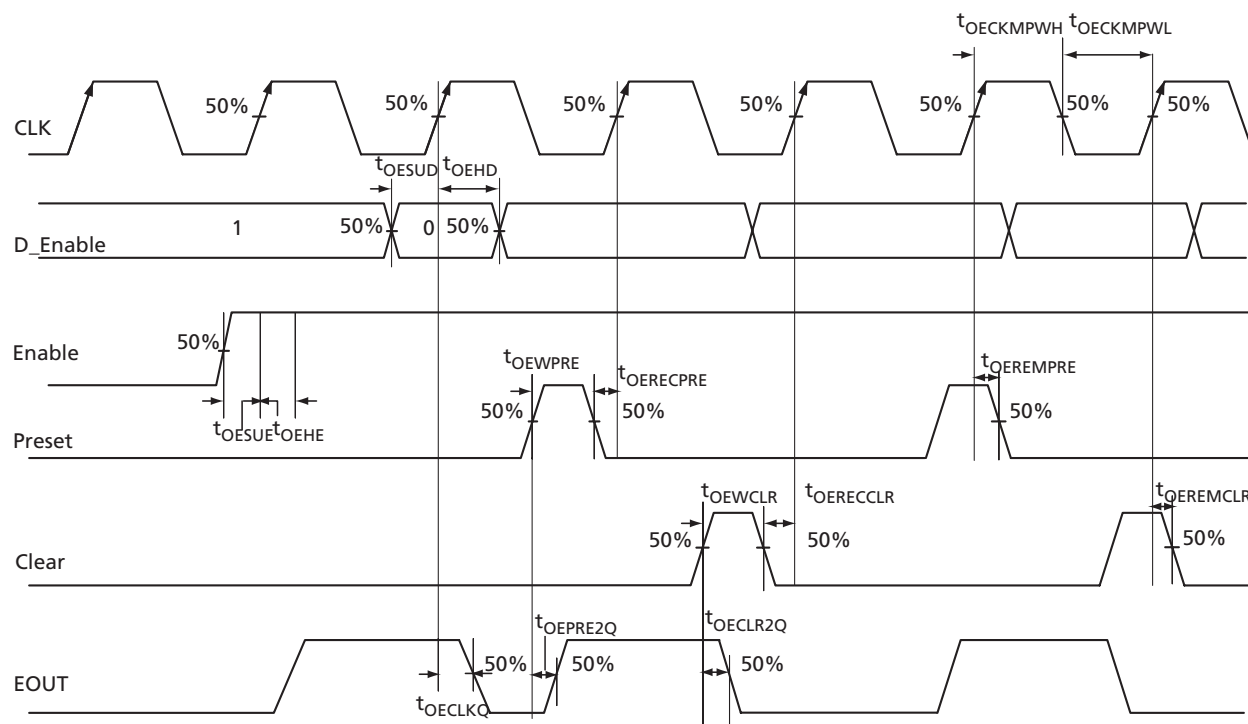 tOECKMPWH tOECKMPWL
CLK 50% 50% 50% 50% 50% 50% 50%
tOESUD tOEHD
D_Enable 1 50% 0 50%
Enable 50%
tOESUE tOEHE
tOEWPRE tOERECPRE tOEREMPRE
Preset 50% 50% 50%
tOEWCLR tOERECCLR tOEREMCLR
Clear 50% 50% 50%
tOEPRE2Q tOECLR2Q
EOUT 50% 50% 50%
tOECLKQ